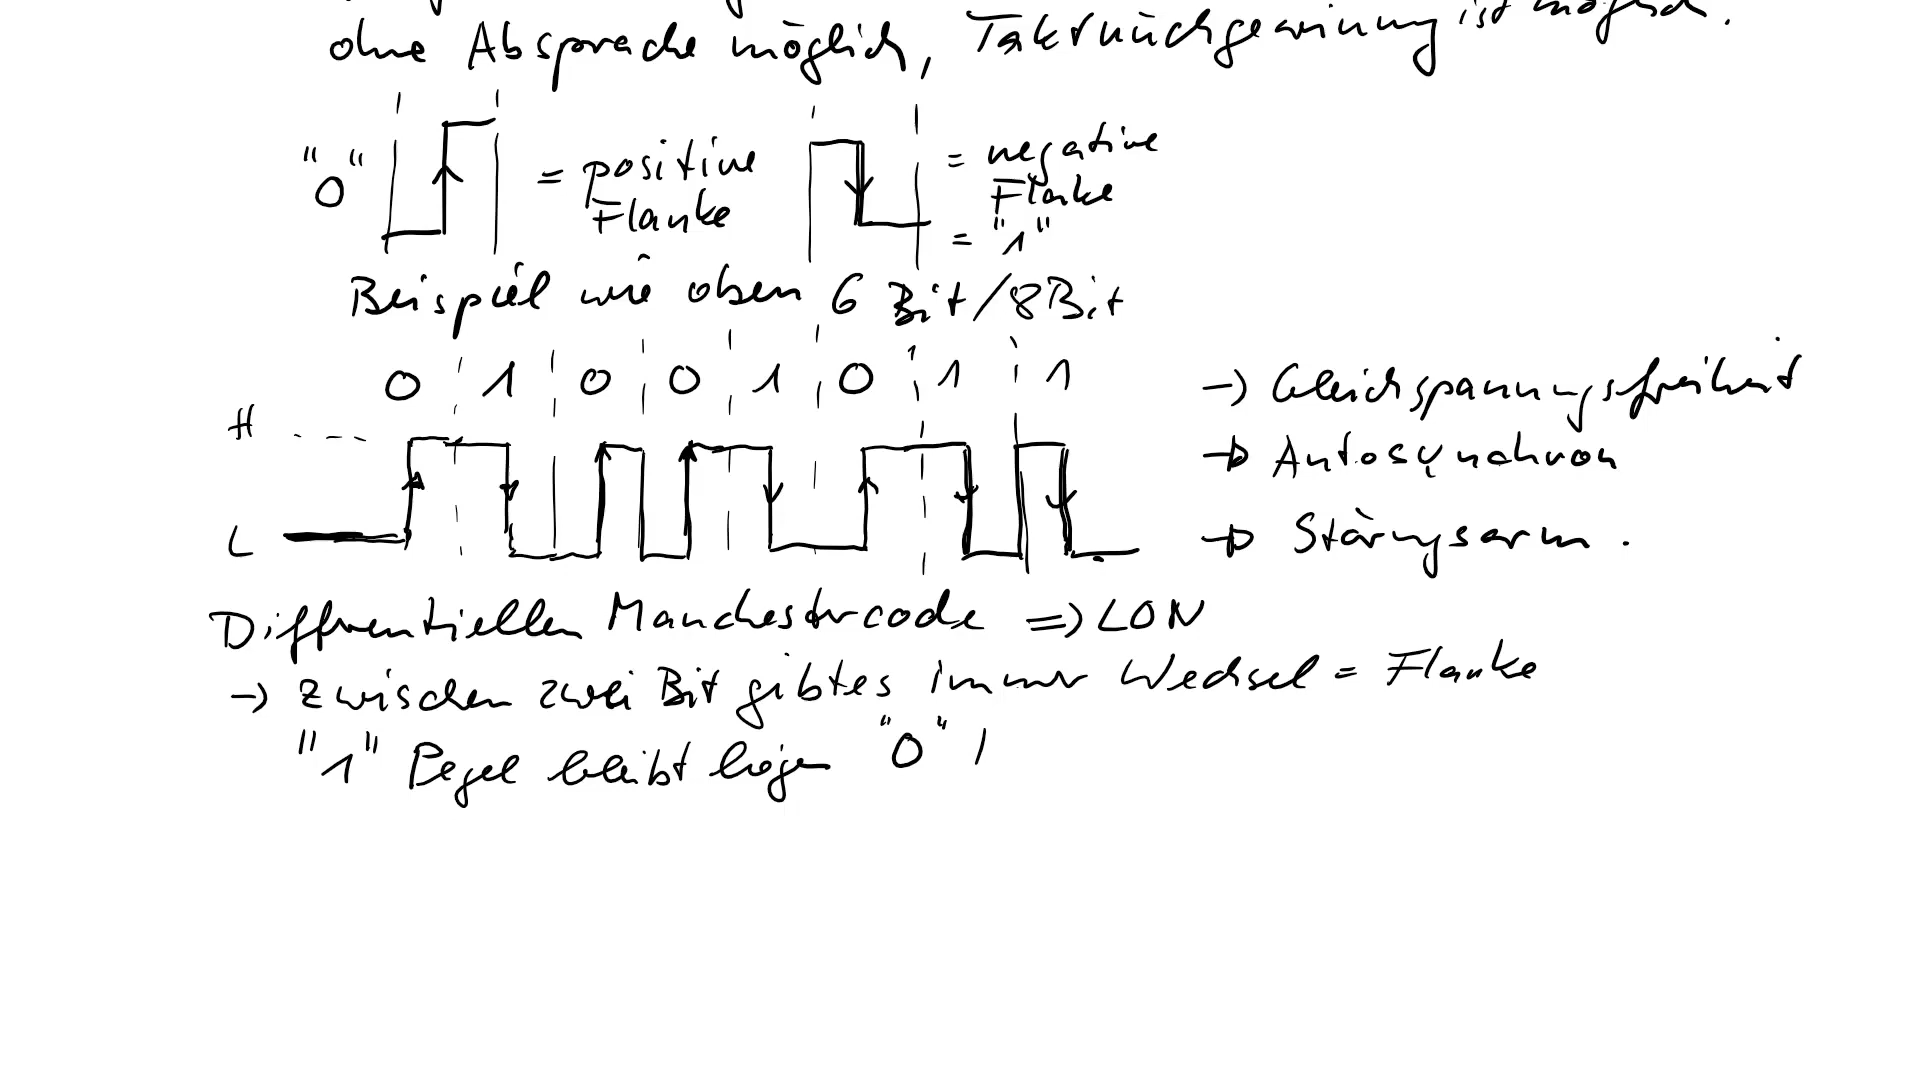 ohne Absprache möglich, Taktrückgewinnung ist möglich.
"0" = positive Flanke
= negative Flanke
= "1"
Beispiel wie oben 6 Bit/8Bit
0 1 0 0 1 0 1 1
H
L
→ Gleichspannungsfreiheit
→ Autosynchron
→ Störungsarm.
Differentiellen Manchestercode => LON
→ Zwischen zwei Bit gibt es immer Wechsel = Flanke
"1" Pegel bleibt liegen "0"